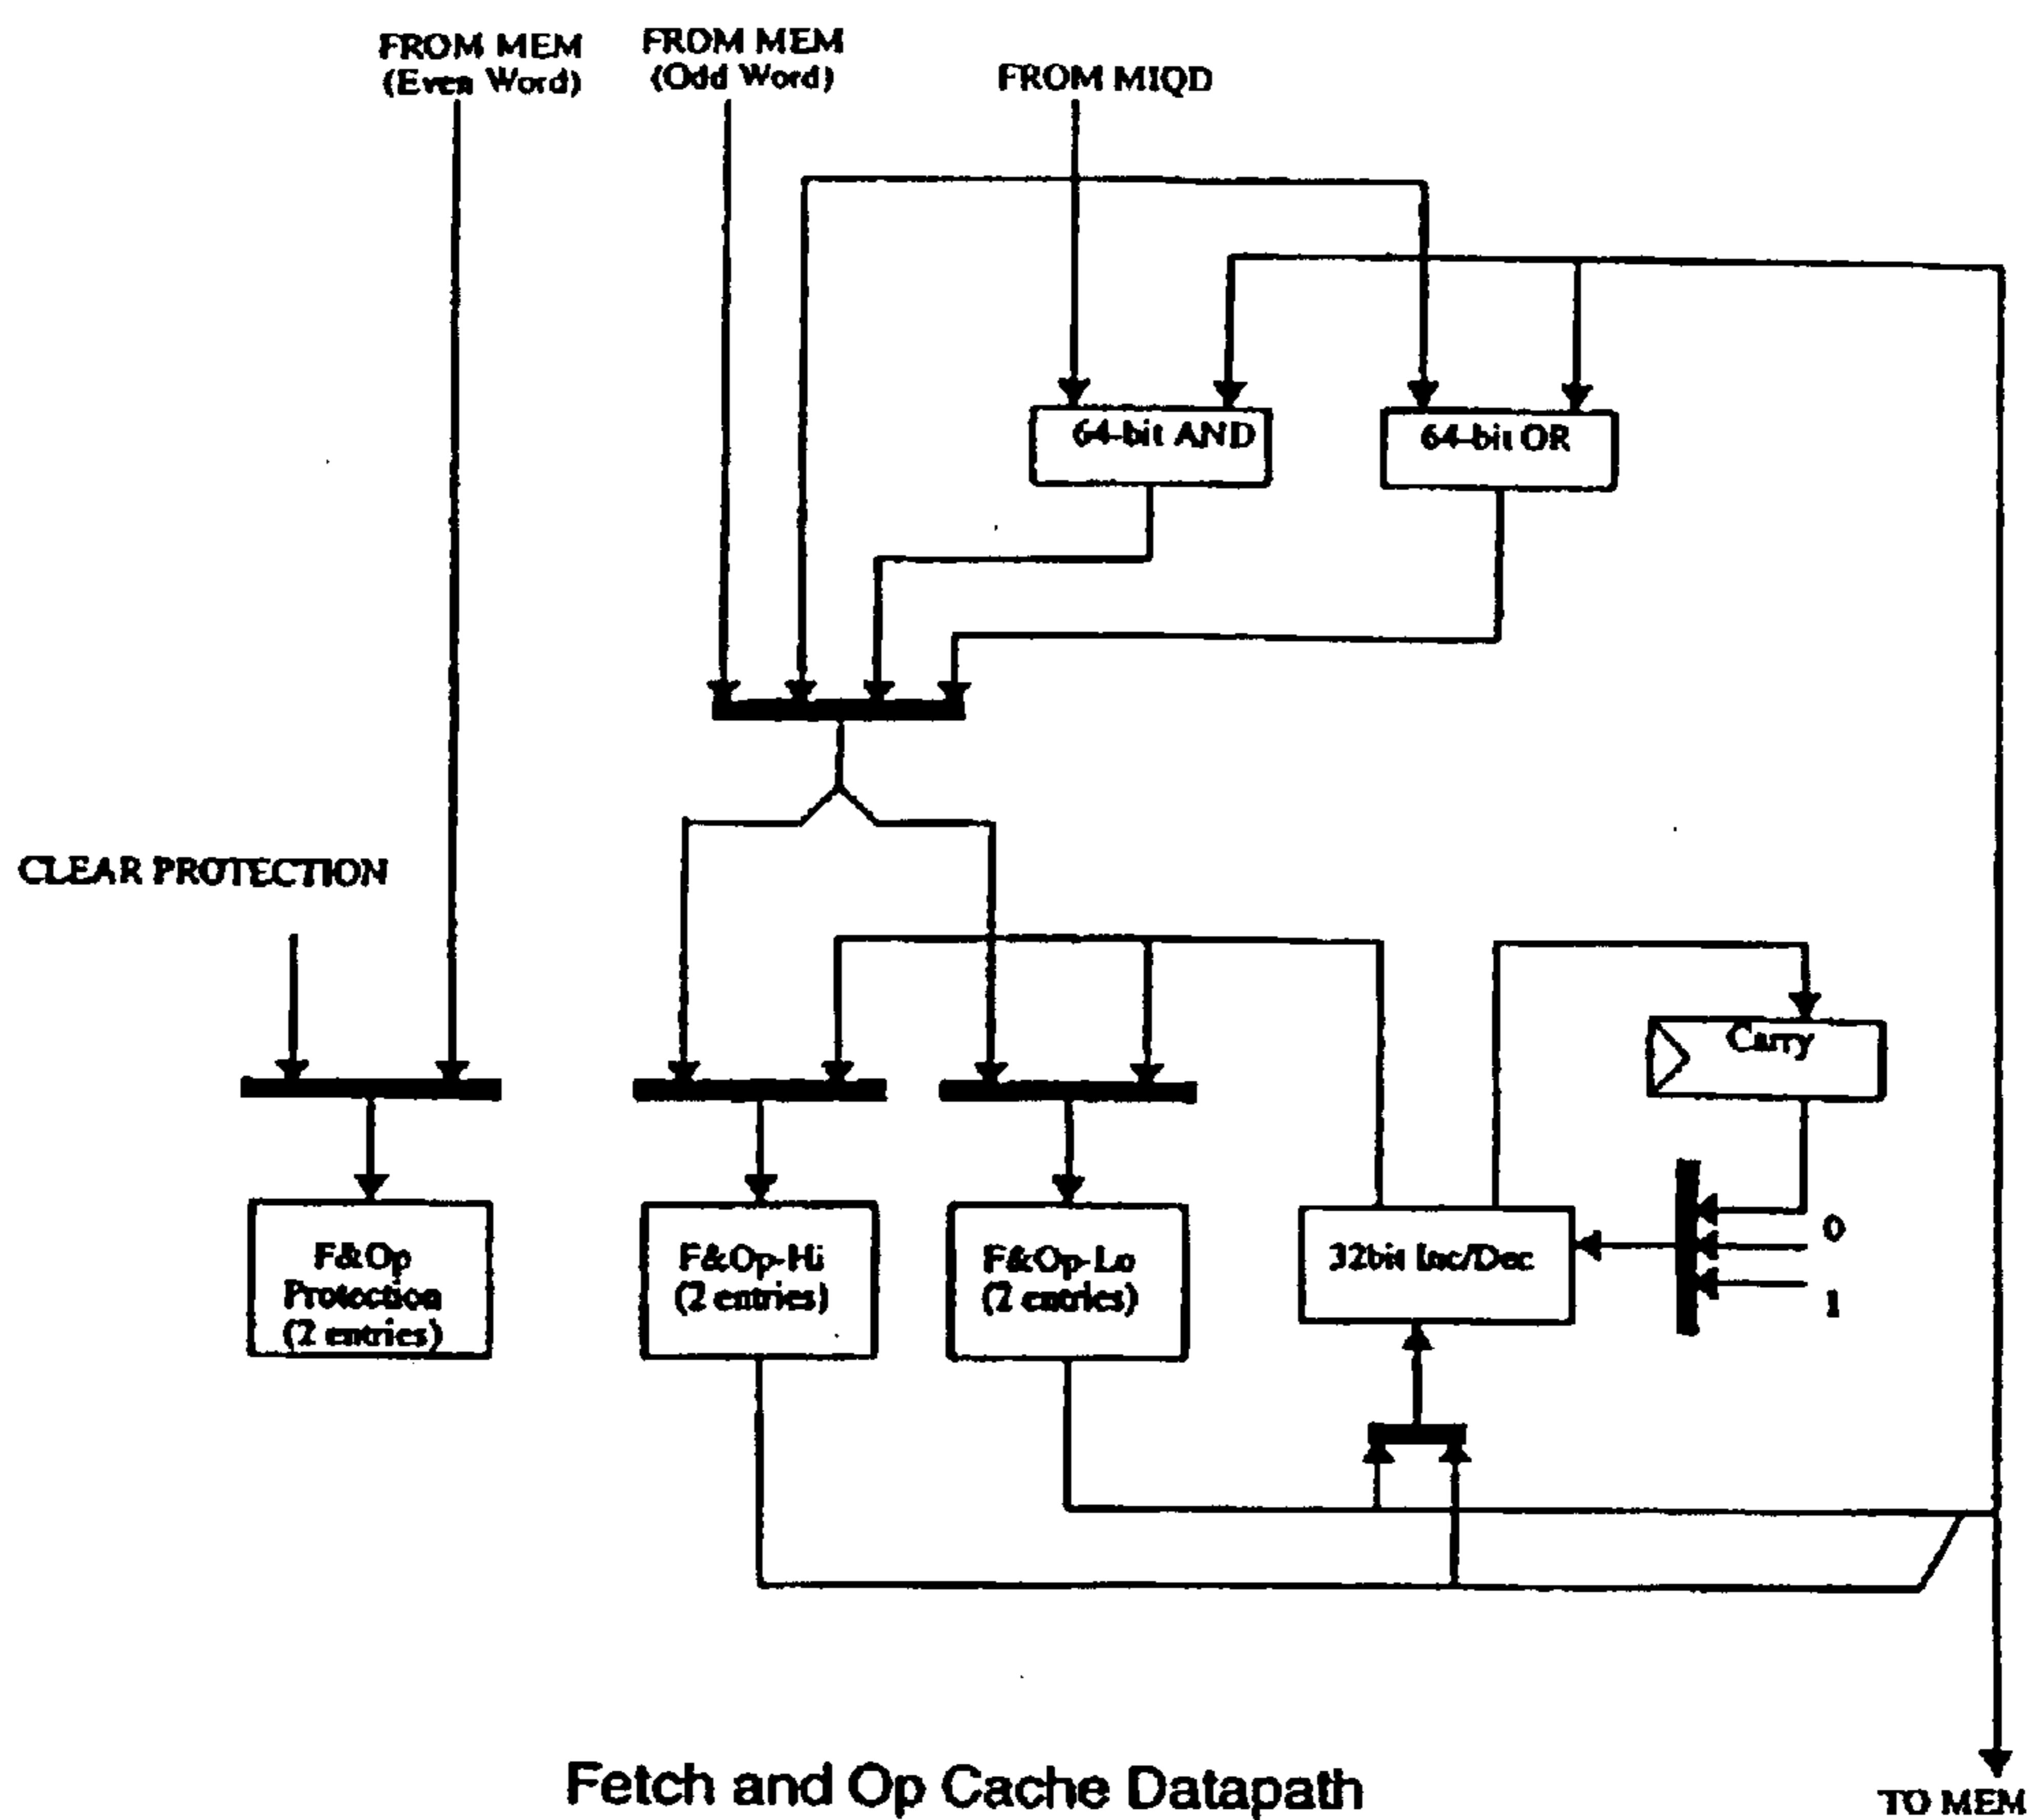 FROM MEM
(Even Word)
FROM MEM
(Odd Word)
FROM MIQD
64-bit AND
64-bit OR
CLEAR PROTECTION
Carry
F&Op
Protection
(2 entries)
F&Op-Hi
(2 entries)
F&Op-Lo
(2 entries)
32bit Inc/Dec
0
1
Fetch and Op Cache Datapath
TO MEM